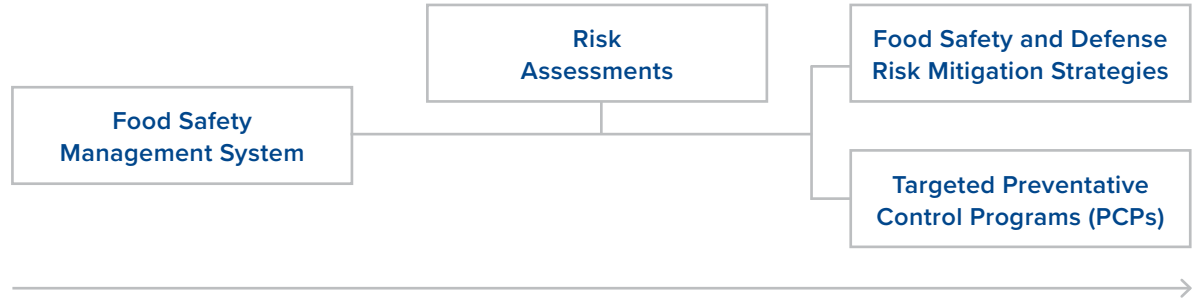 Risk
Assessments
Food Safety and Defense
Risk Mitigation Strategies
Food Safety
Management System
Targeted Preventative
Control Programs (PCPs)